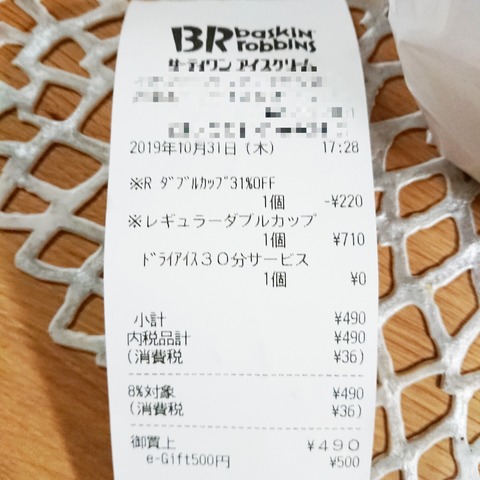 BR baskin robbins
サーティワン アイスクリーム
2019年10月31日(木) 17:28
※R ﾀﾞﾌﾞﾙｶｯﾌﾟ31%OFF
1個 -¥220
※レギュラーダブルカップ
1個 ¥710
ﾄﾞﾗｲｱｲｽ30分サービス
1個 ¥0
小計 ¥490
内税品計 ¥490
(消費税 ¥36)
8%対象 ¥490
(消費税 ¥36)
御買上 ¥490
e-Gift500円 ¥500